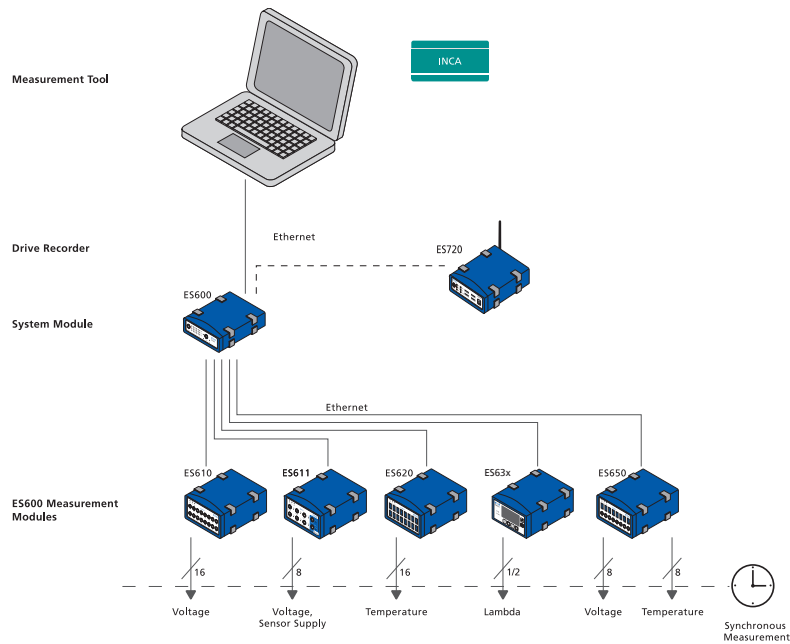 INCA
Measurement Tool
Ethernet
Drive Recorder
ES720
ES600
System Module
Ethernet
ES610
ES611
ES620
ES63x
ES650
ES600 Measurement
Modules
16
8
16
1/2
8
8
Voltage
Voltage,
Sensor Supply
Temperature
Lambda
Voltage
Temperature
Synchronous
Measurement